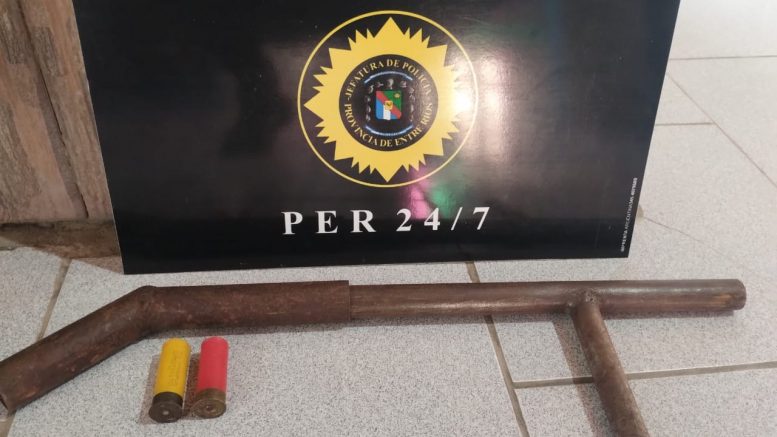 JEFATURA DE POLICIA
PROVINCIA DE ENTRE RIOS
PER 24/7